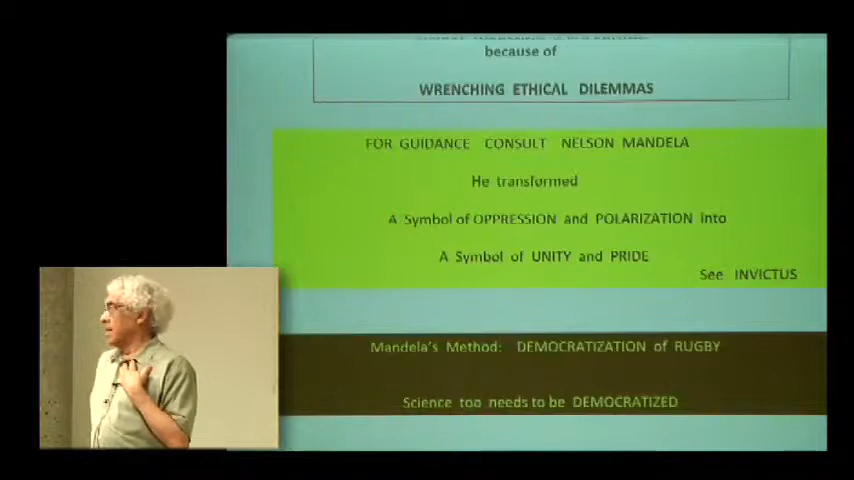 because of
WRENCHING ETHICAL DILEMMAS
FOR GUIDANCE CONSULT NELSON MANDELA
He transformed
A Symbol of OPPRESSION and POLARIZATION into
A Symbol of UNITY and PRIDE
See INVICTUS
Mandela's Method: DEMOCRATIZATION of RUGBY
Science too needs to be DEMOCRATIZED